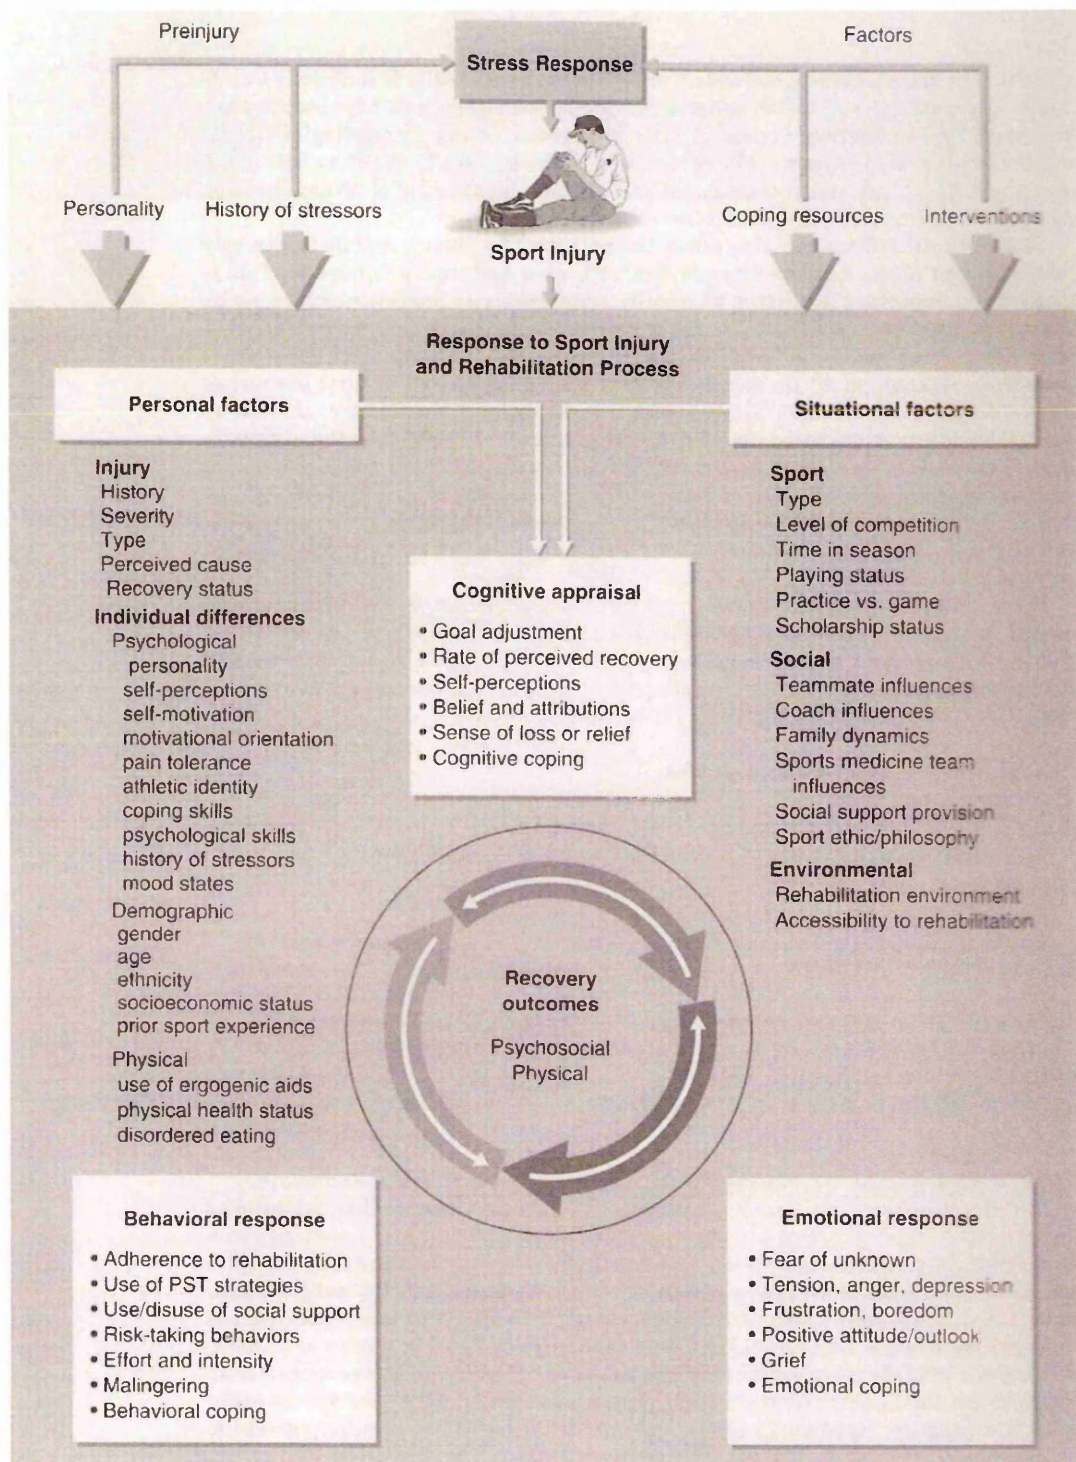 Preinjury
Factors
Stress Response
Personality
History of stressors
Coping resources
Interventions
Sport Injury
Response to Sport Injury
and Rehabilitation Process
Personal factors
Injury
History
Severity
Type
Perceived cause
Recovery status
Individual differences
Psychological
personality
self-perceptions
self-motivation
motivational orientation
pain tolerance
athletic identity
coping skills
psychological skills
history of stressors
mood states
Demographic
gender
age
ethnicity
socioeconomic status
prior sport experience
Physical
use of ergogenic aids
physical health status
disordered eating
Cognitive appraisal
• Goal adjustment
• Rate of perceived recovery
• Self-perceptions
• Belief and attributions
• Sense of loss or relief
• Cognitive coping
Situational factors
Sport
Type
Level of competition
Time in season
Playing status
Practice vs. game
Scholarship status
Social
Teammate influences
Coach influences
Family dynamics
Sports medicine team
influences
Social support provision
Sport ethic/philosophy
Environmental
Rehabilitation environment
Accessibility to rehabilitation
Recovery
outcomes
Psychosocial
Physical
Behavioral response
• Adherence to rehabilitation
• Use of PST strategies
• Use/disuse of social support
• Risk-taking behaviors
• Effort and intensity
• Malingering
• Behavioral coping
Emotional response
• Fear of unknown
• Tension, anger, depression
• Frustration, boredom
• Positive attitude/outlook
• Grief
• Emotional coping